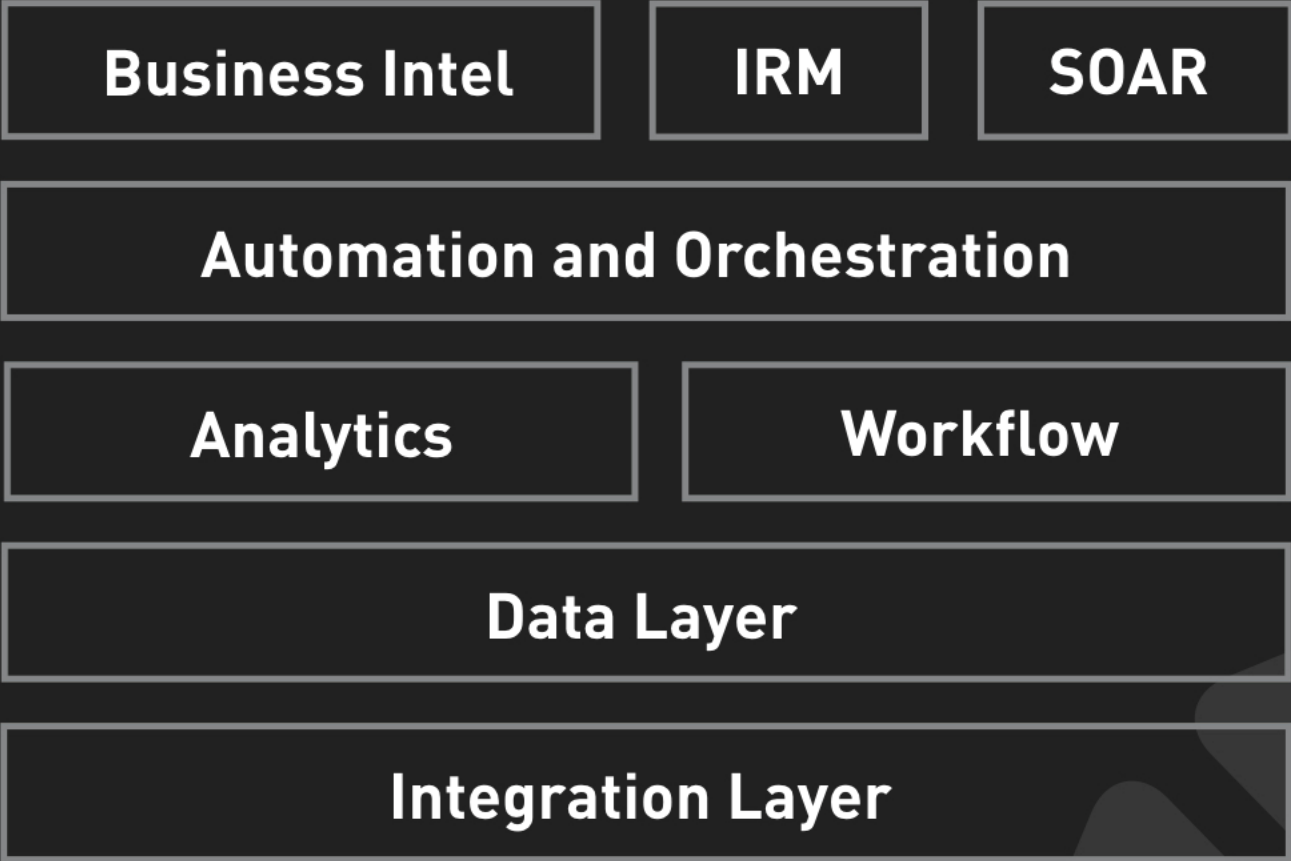 Business Intel
IRM
SOAR
Automation and Orchestration
Analytics
Workflow
Data Layer
Integration Layer